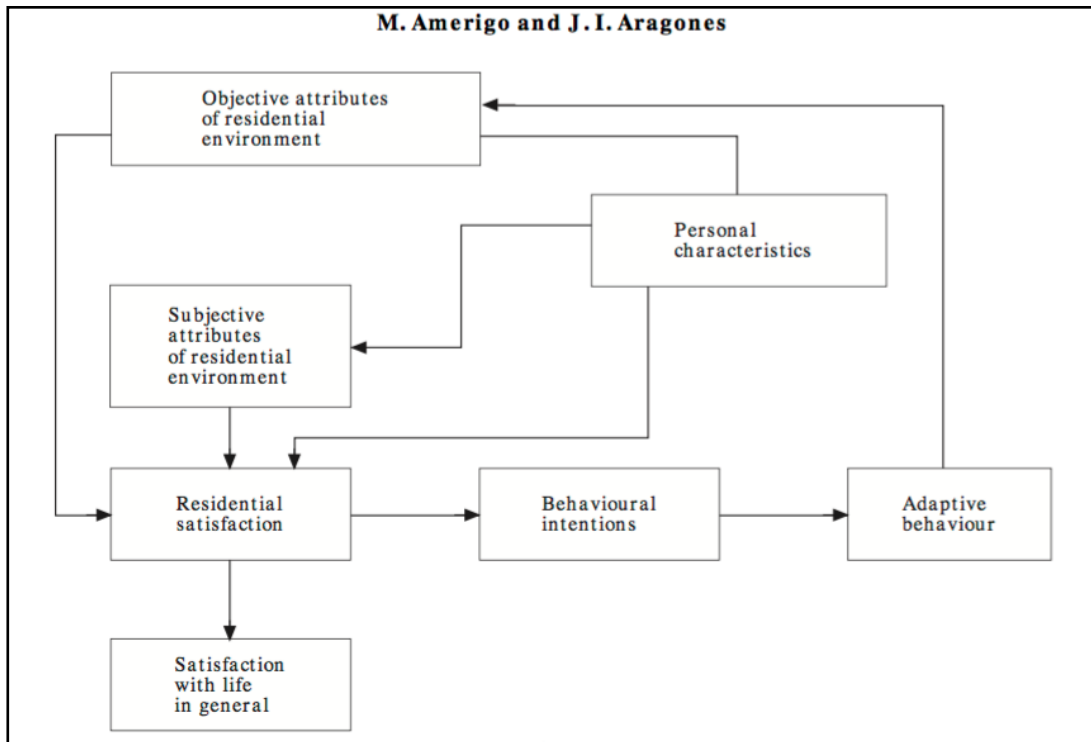 M. Amerigo and J. I. Aragones
Objective attributes
of residential
environment
Personal
characteristics
Subjective
attributes
of residential
environment
Residential
satisfaction
Behavioural
intentions
Adaptive
behaviour
Satisfaction
with life
in general